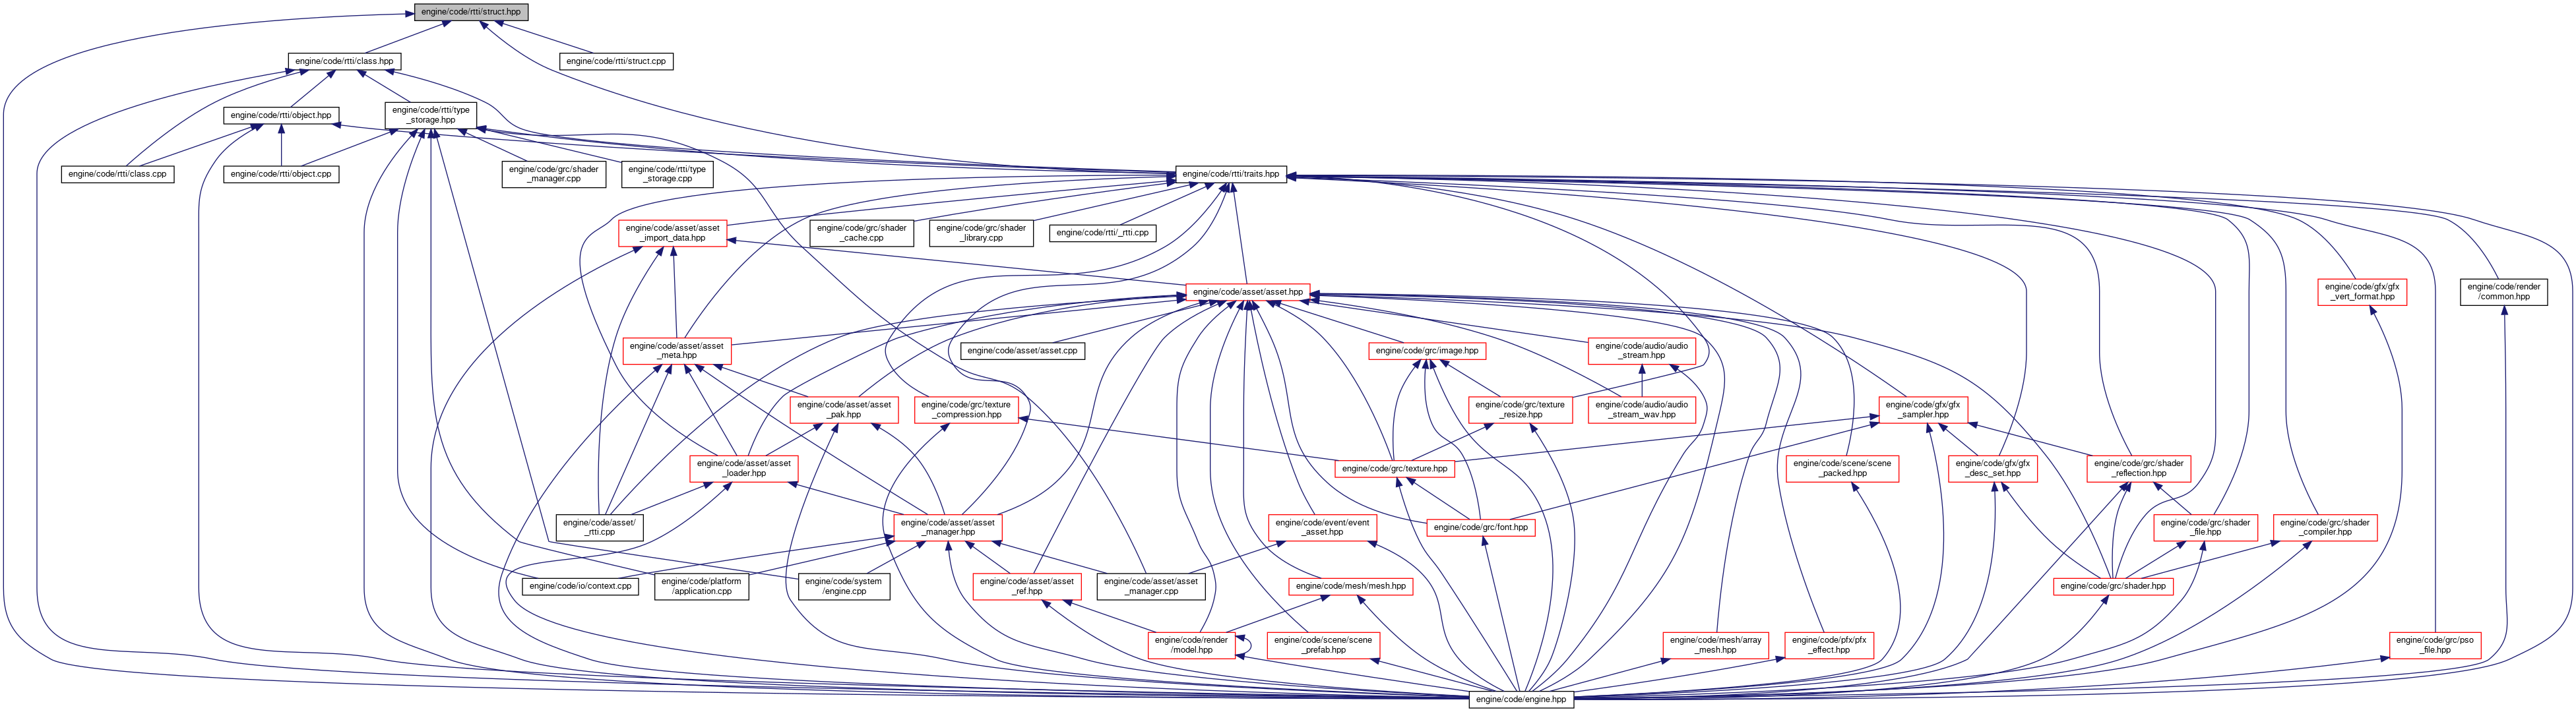 engine/code/rtti/struct.hpp
engine/code/rtti/class.hpp
engine/code/rtti/struct.cpp
engine/code/rtti/object.hpp
engine/code/rtti/type
_storage.hpp
engine/code/rtti/class.cpp
engine/code/rtti/object.cpp
engine/code/grc/shader
_manager.cpp
engine/code/rtti/type
_storage.cpp
engine/code/rtti/traits.hpp
engine/code/asset/asset
_import_data.hpp
engine/code/grc/shader
_cache.cpp
engine/code/grc/shader
_library.cpp
engine/code/rtti/_rtti.cpp
engine/code/asset/asset.hpp
engine/code/gfx/gfx
_vert_format.hpp
engine/code/render
/common.hpp
engine/code/asset/asset
_meta.hpp
engine/code/asset/asset.cpp
engine/code/grc/image.hpp
engine/code/audio/audio
_stream.hpp
engine/code/asset/asset
_pak.hpp
engine/code/grc/texture
_compression.hpp
engine/code/grc/texture
_resize.hpp
engine/code/audio/audio
_stream_wav.hpp
engine/code/gfx/gfx
_sampler.hpp
engine/code/asset/asset
_loader.hpp
engine/code/grc/texture.hpp
engine/code/scene/scene
_packed.hpp
engine/code/gfx/gfx
_desc_set.hpp
engine/code/grc/shader
_reflection.hpp
engine/code/asset/
_rtti.cpp
engine/code/asset/asset
_manager.hpp
engine/code/event/event
_asset.hpp
engine/code/grc/font.hpp
engine/code/grc/shader
_file.hpp
engine/code/grc/shader
_compiler.hpp
engine/code/io/context.cpp
engine/code/platform
/application.cpp
engine/code/system
/engine.cpp
engine/code/asset/asset
_ref.hpp
engine/code/asset/asset
_manager.cpp
engine/code/mesh/mesh.hpp
engine/code/grc/shader.hpp
engine/code/render
/model.hpp
engine/code/scene/scene
_prefab.hpp
engine/code/mesh/array
_mesh.hpp
engine/code/pfx/pfx
_effect.hpp
engine/code/grc/pso
_file.hpp
engine/code/engine.hpp